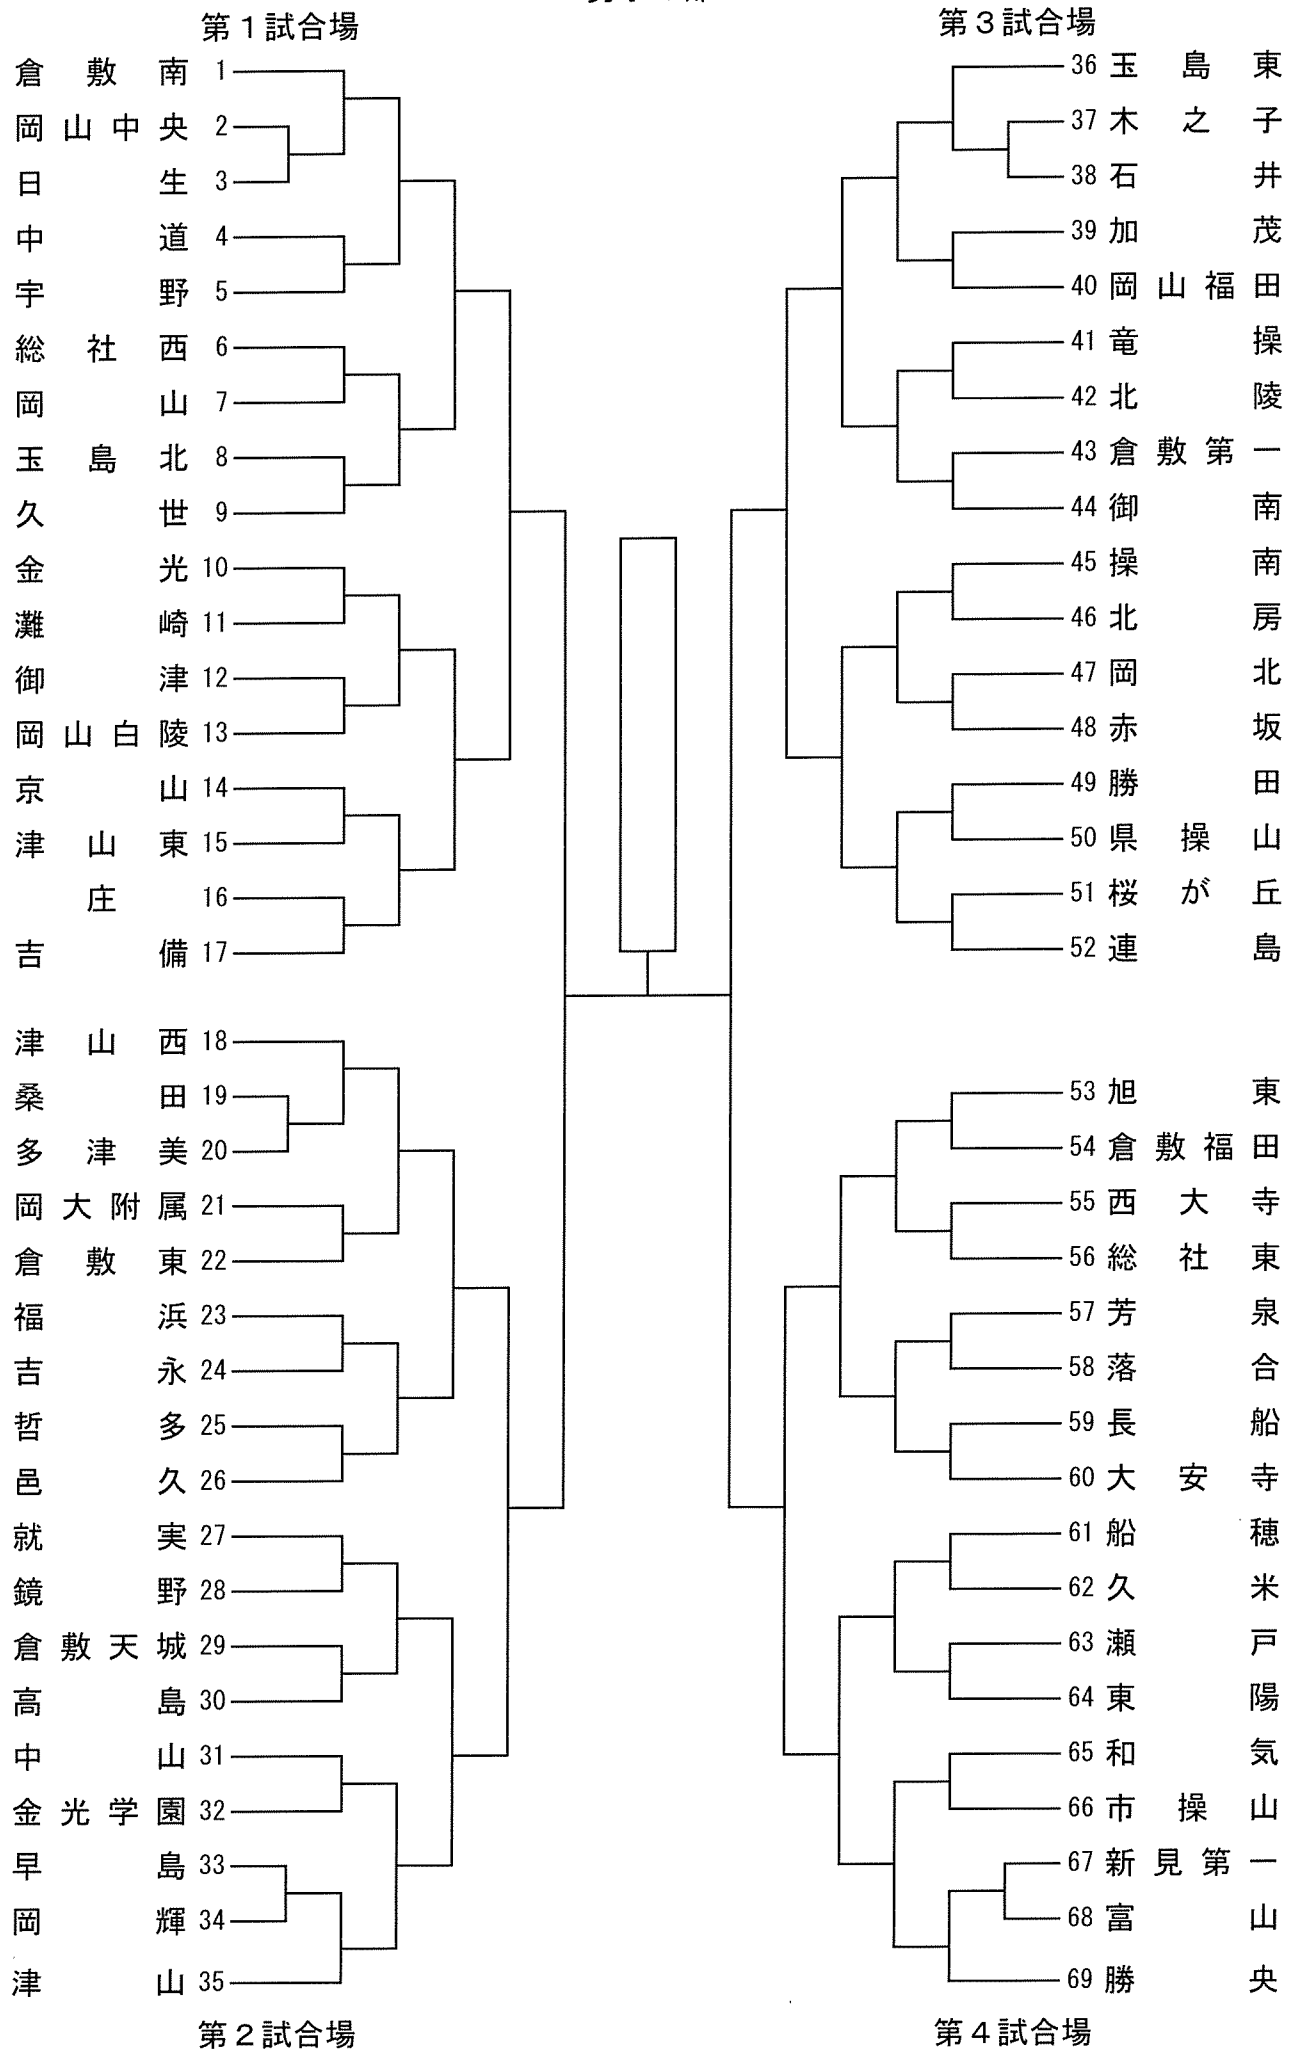 第1試合場
倉敷南 1
岡山中央 2
日生 3
中道 4
宇野 5
総社西 6
岡山 7
玉島北 8
久世 9
金光 10
灘崎 11
御津 12
岡山白陵 13
京山 14
津山東 15
庄 16
吉備 17
津山西 18
桑田 19
多津美 20
岡大附属 21
倉敷東 22
福浜 23
吉永 24
哲多 25
邑久 26
就実 27
鏡野 28
倉敷天城 29
高島 30
中山 31
金光学園 32
早島 33
岡輝 34
津山 35
第2試合場
第3試合場
36 玉島東
37 木之子
38 石井
39 加茂
40 岡山福田
41 竜操
42 北陵
43 倉敷第一
44 御南
45 操南
46 北房
47 岡北
48 赤坂
49 勝田
50 県操山
51 桜が丘
52 連島
53 旭東
54 倉敷福田
55 西大寺
56 総社東
57 芳泉
58 落合
59 長船
60 大安寺
61 船穂
62 久米
63 瀬戸
64 東陽
65 和気
66 市操山
67 新見第一
68 富山
69 勝央
第4試合場